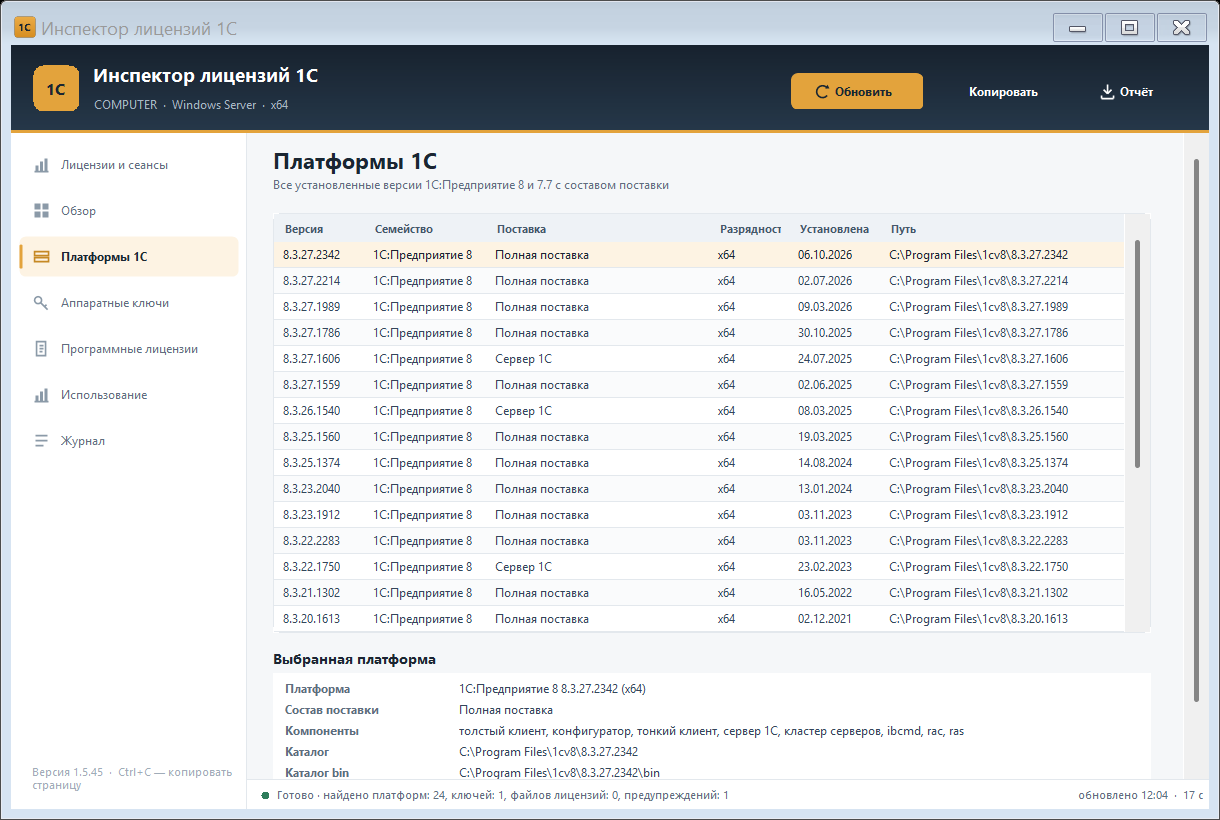 1C Инспектор лицензий 1С
1C
Инспектор лицензий 1С
COMPUTER · Windows Server · x64
Обновить
Копировать
Отчёт
Лицензии и сеансы
Обзор
Платформы 1С
Аппаратные ключи
Программные лицензии
Использование
Журнал
Версия 1.5.45 · Ctrl+C — копировать
страницу
Платформы 1С
Все установленные версии 1С:Предприятие 8 и 7.7 с составом поставки
Версия Семейство Поставка Разрядност Установлена Путь
8.3.27.2342 1С:Предприятие 8 Полная поставка x64 06.10.2026 C:\Program Files\1cv8\8.3.27.2342
8.3.27.2214 1С:Предприятие 8 Полная поставка x64 02.07.2026 C:\Program Files\1cv8\8.3.27.2214
8.3.27.1989 1С:Предприятие 8 Полная поставка x64 09.03.2026 C:\Program Files\1cv8\8.3.27.1989
8.3.27.1786 1С:Предприятие 8 Полная поставка x64 30.10.2025 C:\Program Files\1cv8\8.3.27.1786
8.3.27.1606 1С:Предприятие 8 Сервер 1С x64 24.07.2025 C:\Program Files\1cv8\8.3.27.1606
8.3.27.1559 1С:Предприятие 8 Полная поставка x64 02.06.2025 C:\Program Files\1cv8\8.3.27.1559
8.3.26.1540 1С:Предприятие 8 Сервер 1С x64 08.03.2025 C:\Program Files\1cv8\8.3.26.1540
8.3.25.1560 1С:Предприятие 8 Полная поставка x64 19.03.2025 C:\Program Files\1cv8\8.3.25.1560
8.3.25.1374 1С:Предприятие 8 Полная поставка x64 14.08.2024 C:\Program Files\1cv8\8.3.25.1374
8.3.23.2040 1С:Предприятие 8 Полная поставка x64 13.01.2024 C:\Program Files\1cv8\8.3.23.2040
8.3.23.1912 1С:Предприятие 8 Полная поставка x64 03.11.2023 C:\Program Files\1cv8\8.3.23.1912
8.3.22.2283 1С:Предприятие 8 Полная поставка x64 03.11.2023 C:\Program Files\1cv8\8.3.22.2283
8.3.22.1750 1С:Предприятие 8 Сервер 1С x64 23.02.2023 C:\Program Files\1cv8\8.3.22.1750
8.3.21.1302 1С:Предприятие 8 Полная поставка x64 16.05.2022 C:\Program Files\1cv8\8.3.21.1302
8.3.20.1613 1С:Предприятие 8 Полная поставка x64 02.12.2021 C:\Program Files\1cv8\8.3.20.1613
Выбранная платформа
Платформа 1С:Предприятие 8 8.3.27.2342 (x64)
Состав поставки Полная поставка
Компоненты толстый клиент, конфигуратор, тонкий клиент, сервер 1С, кластер серверов, ibcmd, rac, ras
Каталог C:\Program Files\1cv8\8.3.27.2342
Каталог bin C:\Program Files\1cv8\8.3.27.2342\bin
Готово · найдено платформ: 24, ключей: 1, файлов лицензий: 0, предупреждений: 1
обновлено 12:04 · 17 с